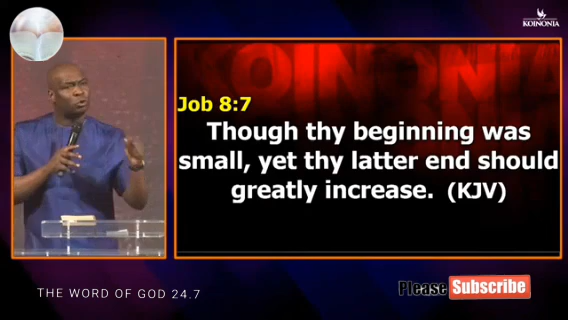 KOINONIA
KOINONIA
Job 8:7
Though thy beginning was
small, yet thy latter end should
greatly increase. (KJV)
THE WORD OF GOD 24.7
Please Subscribe